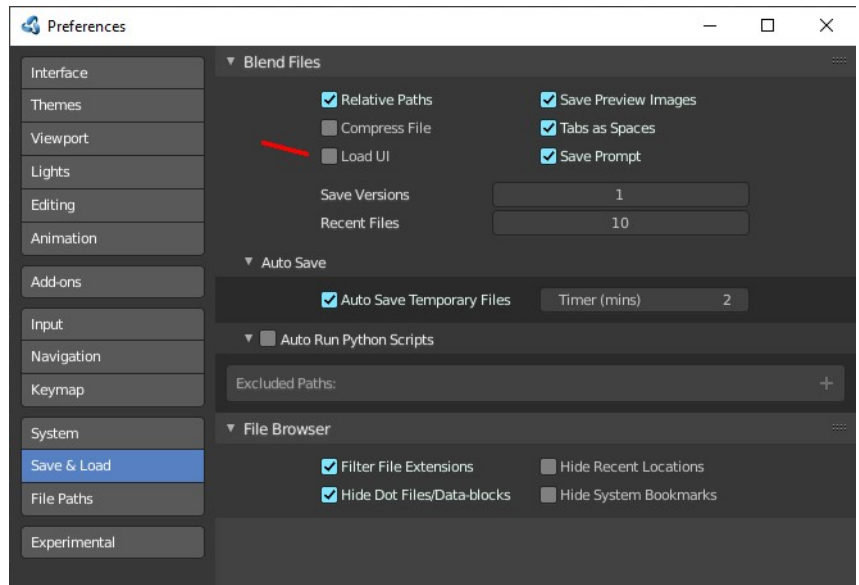 Preferences
Interface
Themes
Viewport
Lights
Editing
Animation
Add-ons
Input
Navigation
Keymap
System
Save & Load
File Paths
Experimental
Blend Files
Relative Paths Save Preview Images
Compress File Tabs as Spaces
Load UI Save Prompt
Save Versions 1
Recent Files 10
Auto Save
Auto Save Temporary Files Timer (mins) 2
Auto Run Python Scripts
Excluded Paths:
File Browser
Filter File Extensions Hide Recent Locations
Hide Dot Files/Data-blocks Hide System Bookmarks